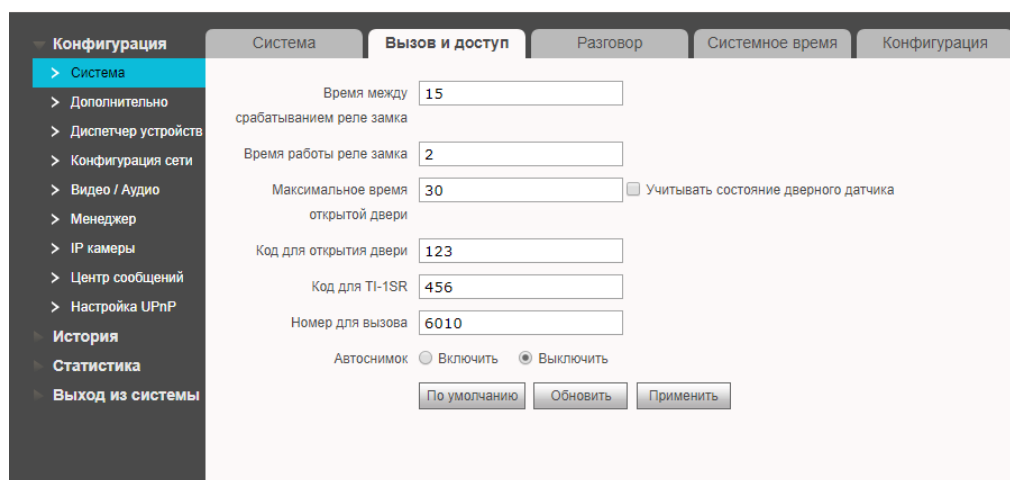 Конфигурация
Система
Дополнительно
Диспетчер устройств
Конфигурация сети
Видео / Аудио
Менеджер
IP камеры
Центр сообщений
Настройка UPnP
История
Статистика
Выход из системы
Система Вызов и доступ Разговор Системное время Конфигурация
Время между 15
срабатыванием реле замка
Время работы реле замка 2
Максимальное время 30 Учитывать состояние дверного датчика
открытой двери
Код для открытия двери 123
Код для TI-1SR 456
Номер для вызова 6010
Автоснимок Включить Выключить
По умолчанию Обновить Применить